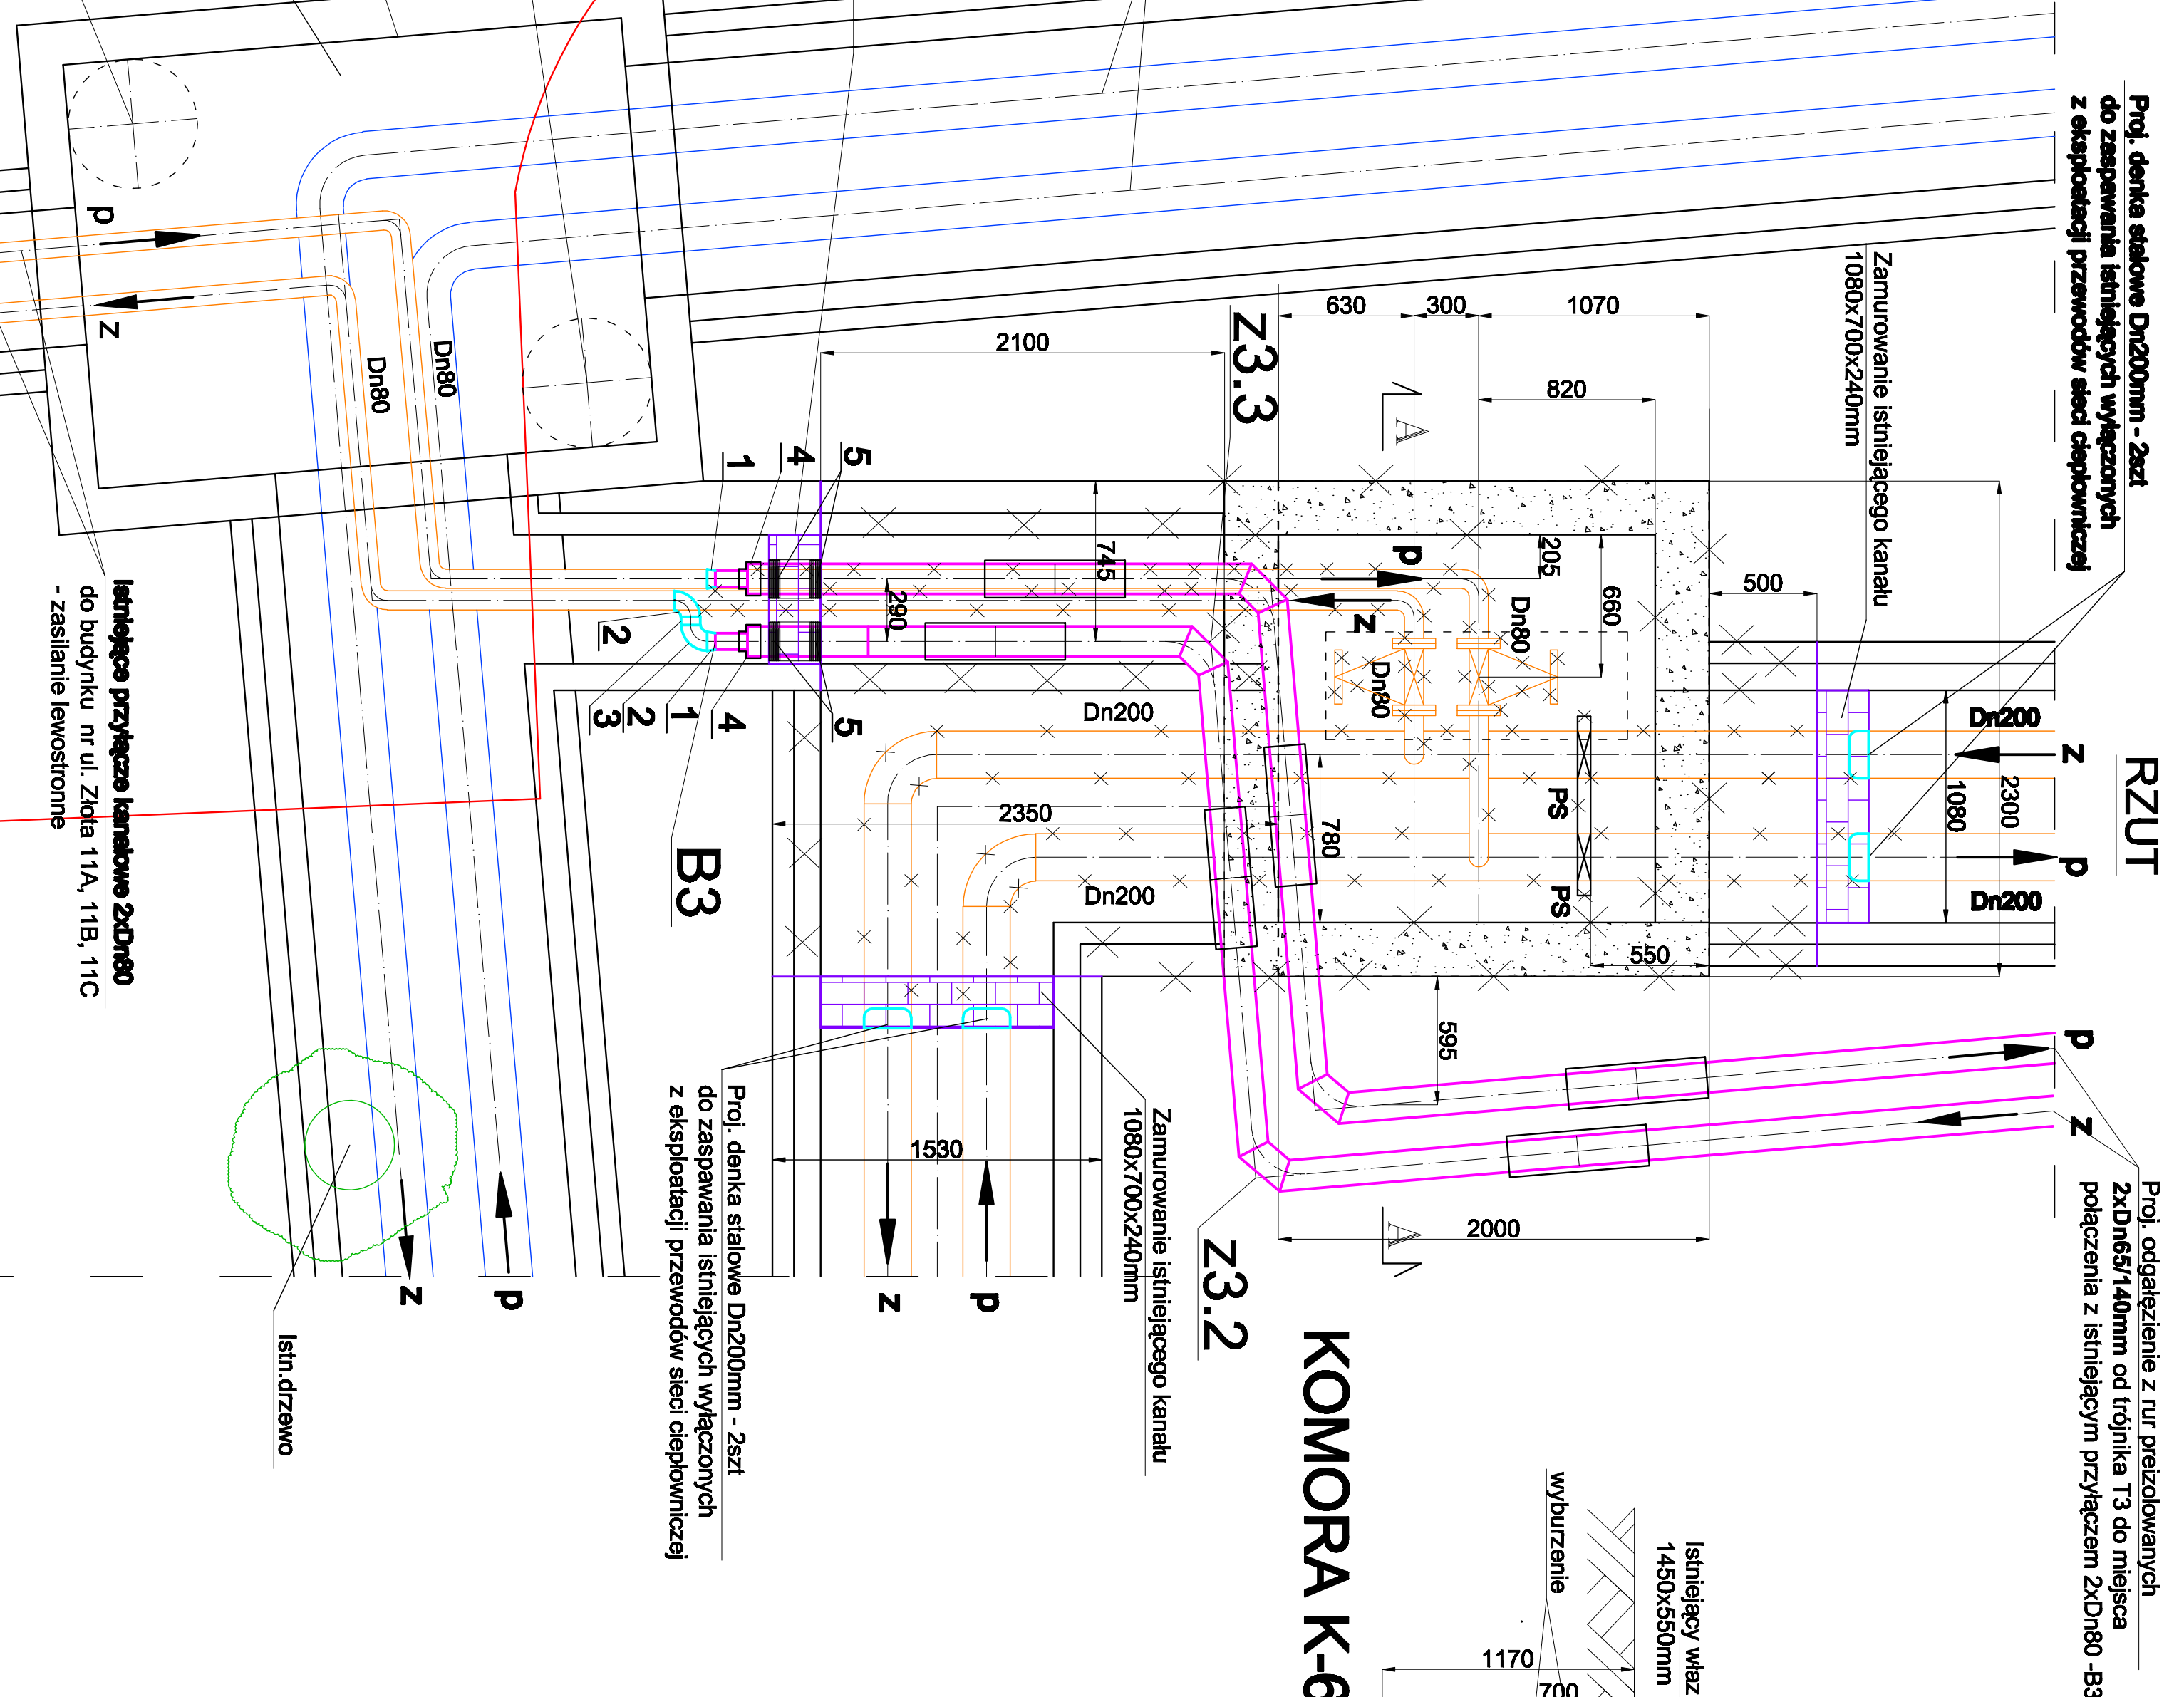 RZUT
Proj. denka stalowe Dn200mm - 2szt
do zaspawania istniejących wyłączonych
z eksploatacji przewodów sieci ciepłowniczej
Zamurowanie istniejącego kanału
1080x700x240mm
Proj. odgałęzienie z rur preizolowanych
2xDn65/140mm od trójnika T3 do miejsca
połączenia z istniejącym przyłączem 2xDn80 -B3
p
z
Dn200
z
p
Dn200
2300
1080
500
630
300
1070
820
2100
z3.3
A
205
660
p
z
Dn80
Dn80
PS
PS
550
780
595
2000
A
745
290
2350
Dn200
Dn200
1530
z
p
5
4
1
2
3
2
1
4
5
B3
z3.2
KOMORA K-6
Zamurowanie istniejącego kanału
1080x700x240mm
Proj. denka stalowe Dn200mm - 2szt
do zaspawania istniejących wyłączonych
z eksploatacji przewodów sieci ciepłowniczej
Istniejący właz
1450x550mm
wyburzenie
1170
700
p
z
Dn80
Dn80
p
z
Istn.drzewo
Istniejące przyłącze kanałowe 2xDn80
do budynku nr ul. Złota 11A, 11B, 11C
- zasilanie lewostronne